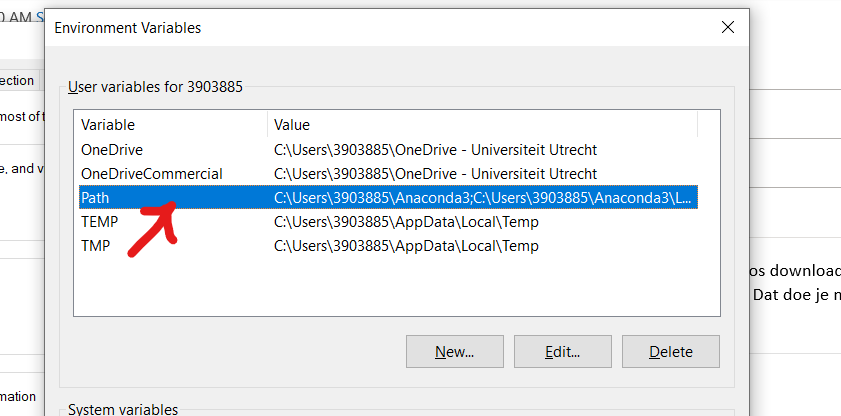 0 AM S
Environment Variables
ection
User variables for 3903885
most of t
Variable Value
OneDrive C:\Users\3903885\OneDrive - Universiteit Utrecht
e, and v
OneDriveCommercial C:\Users\3903885\OneDrive - Universiteit Utrecht
Path C:\Users\3903885\Anaconda3;C:\Users\3903885\Anaconda3\L...
TEMP C:\Users\3903885\AppData\Local\Temp
TMP C:\Users\3903885\AppData\Local\Temp
os download
Dat doe je n
New... Edit... Delete
mation
System variables